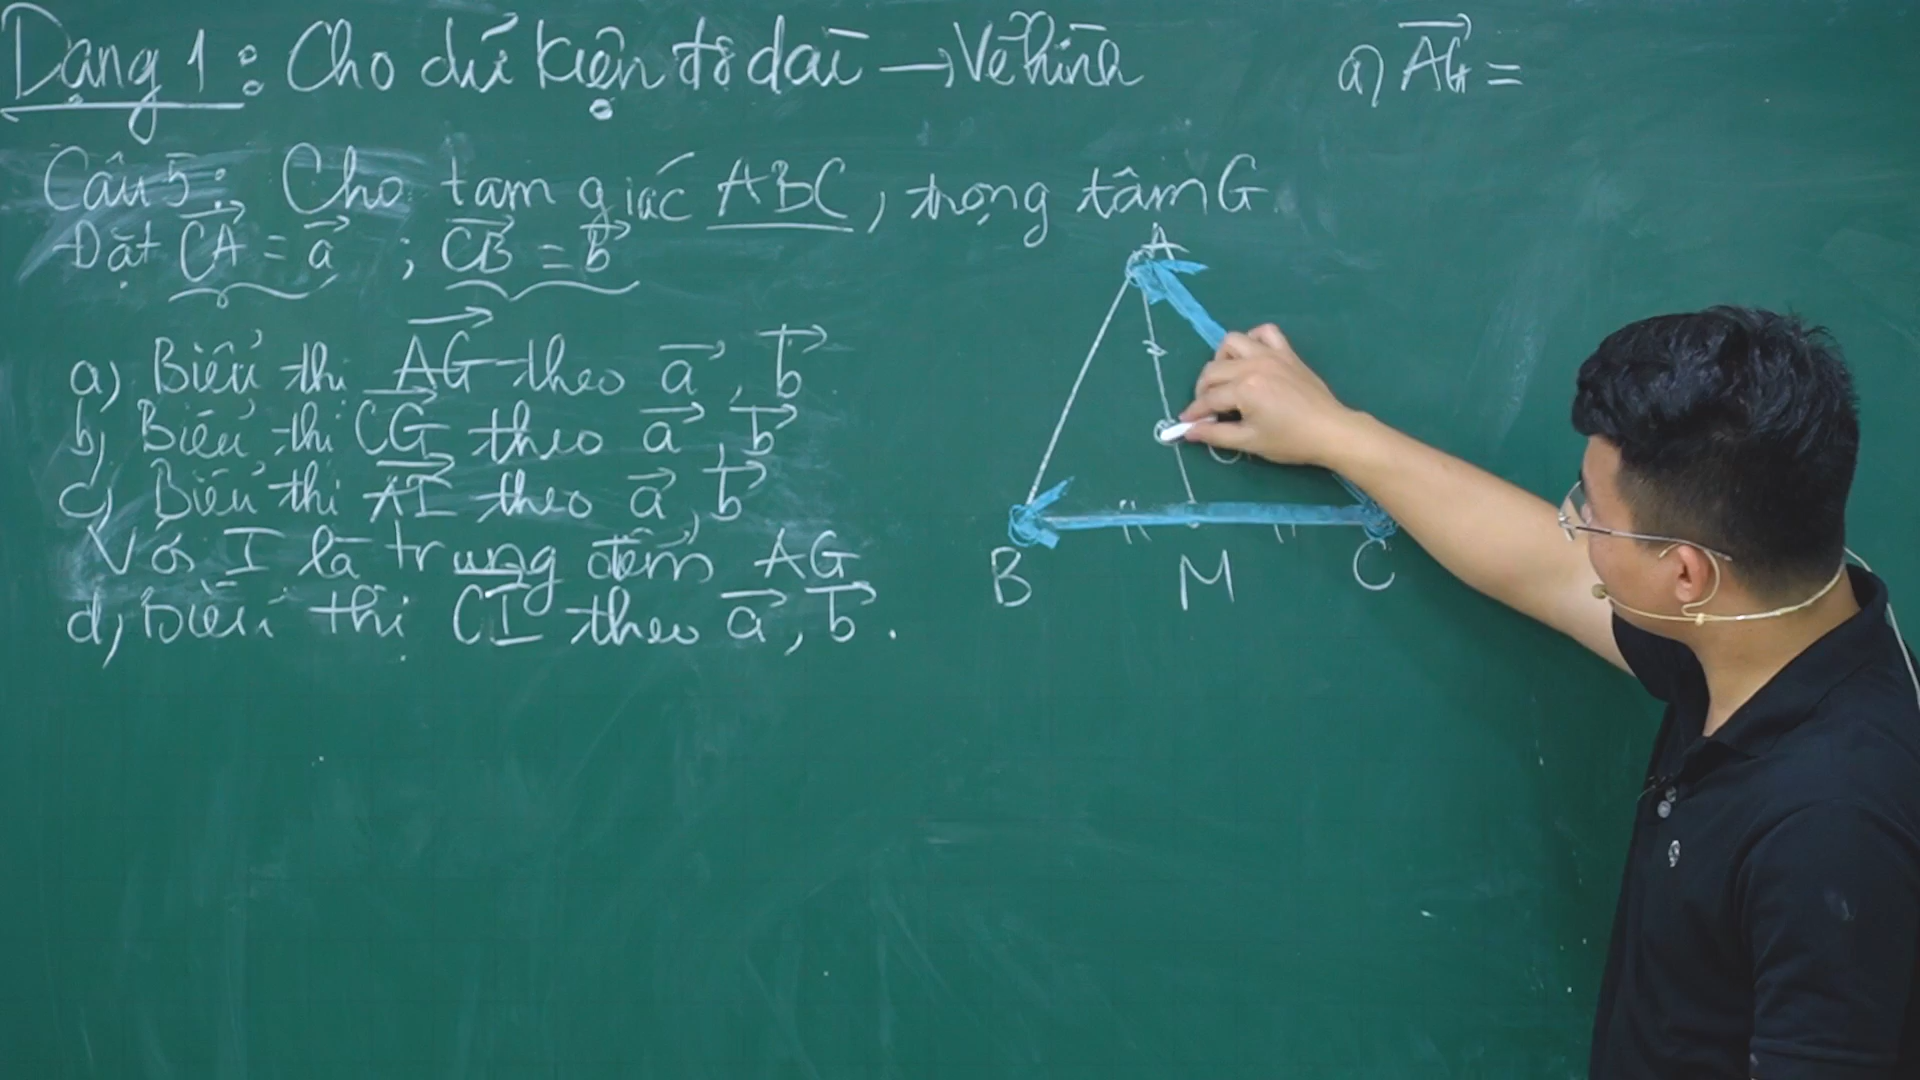 Dạng 1: Cho dữ kiện độ dài → Vẽ hình
Câu 5: Cho tam giác ABC, trọng tâm G.
Đặt CA = a ; CB = b
a) Biểu thị AG theo a, b
b) Biểu thị CG theo a, b
c) Biểu thị AI theo a, b
Với I là trung điểm AG
d) Biểu thị CI theo a, b.
a) AG =
A
B M C